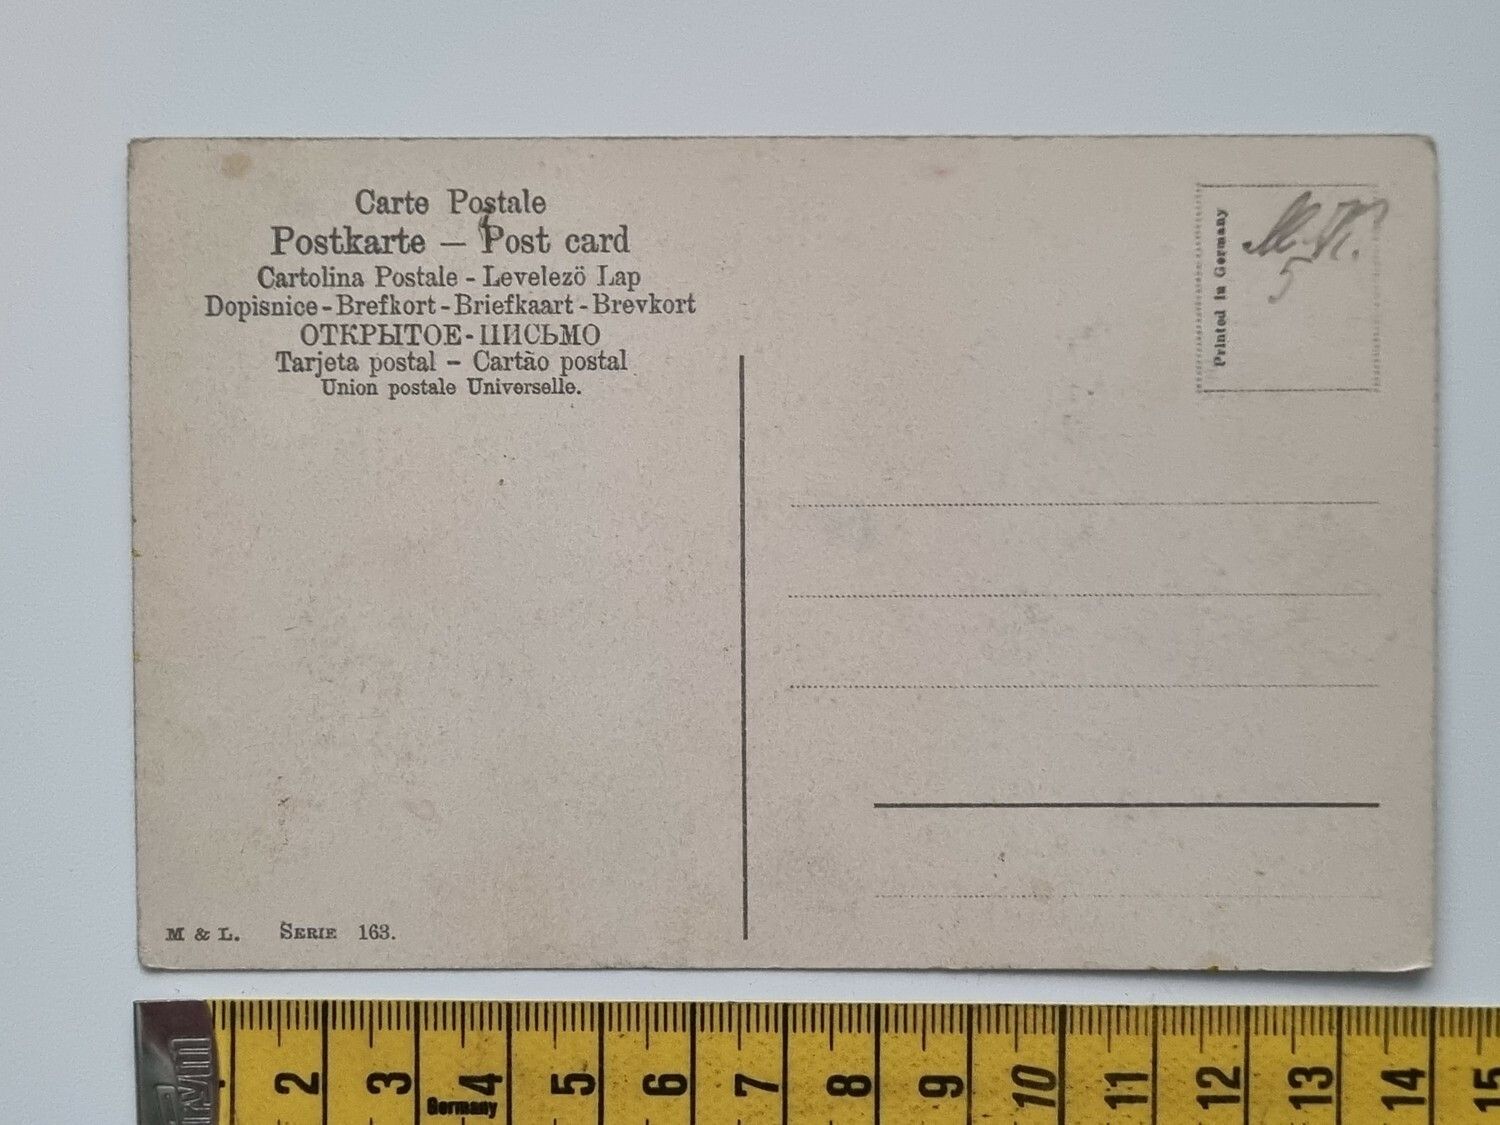 Carte Postale
Postkarte — Post card
Cartolina Postale - Levelező Lap
Dopisnice - Brefkort - Briefkaart - Brevkort
ОТКРЫТОЕ - ПИСЬМО
Tarjeta postal — Cartão postal
Union postale Universelle.
Printed in Germany
5
M & L. SERIE 163.
2 3 4 5 6 7 8 9 10 11 12 13 14 15
Germany